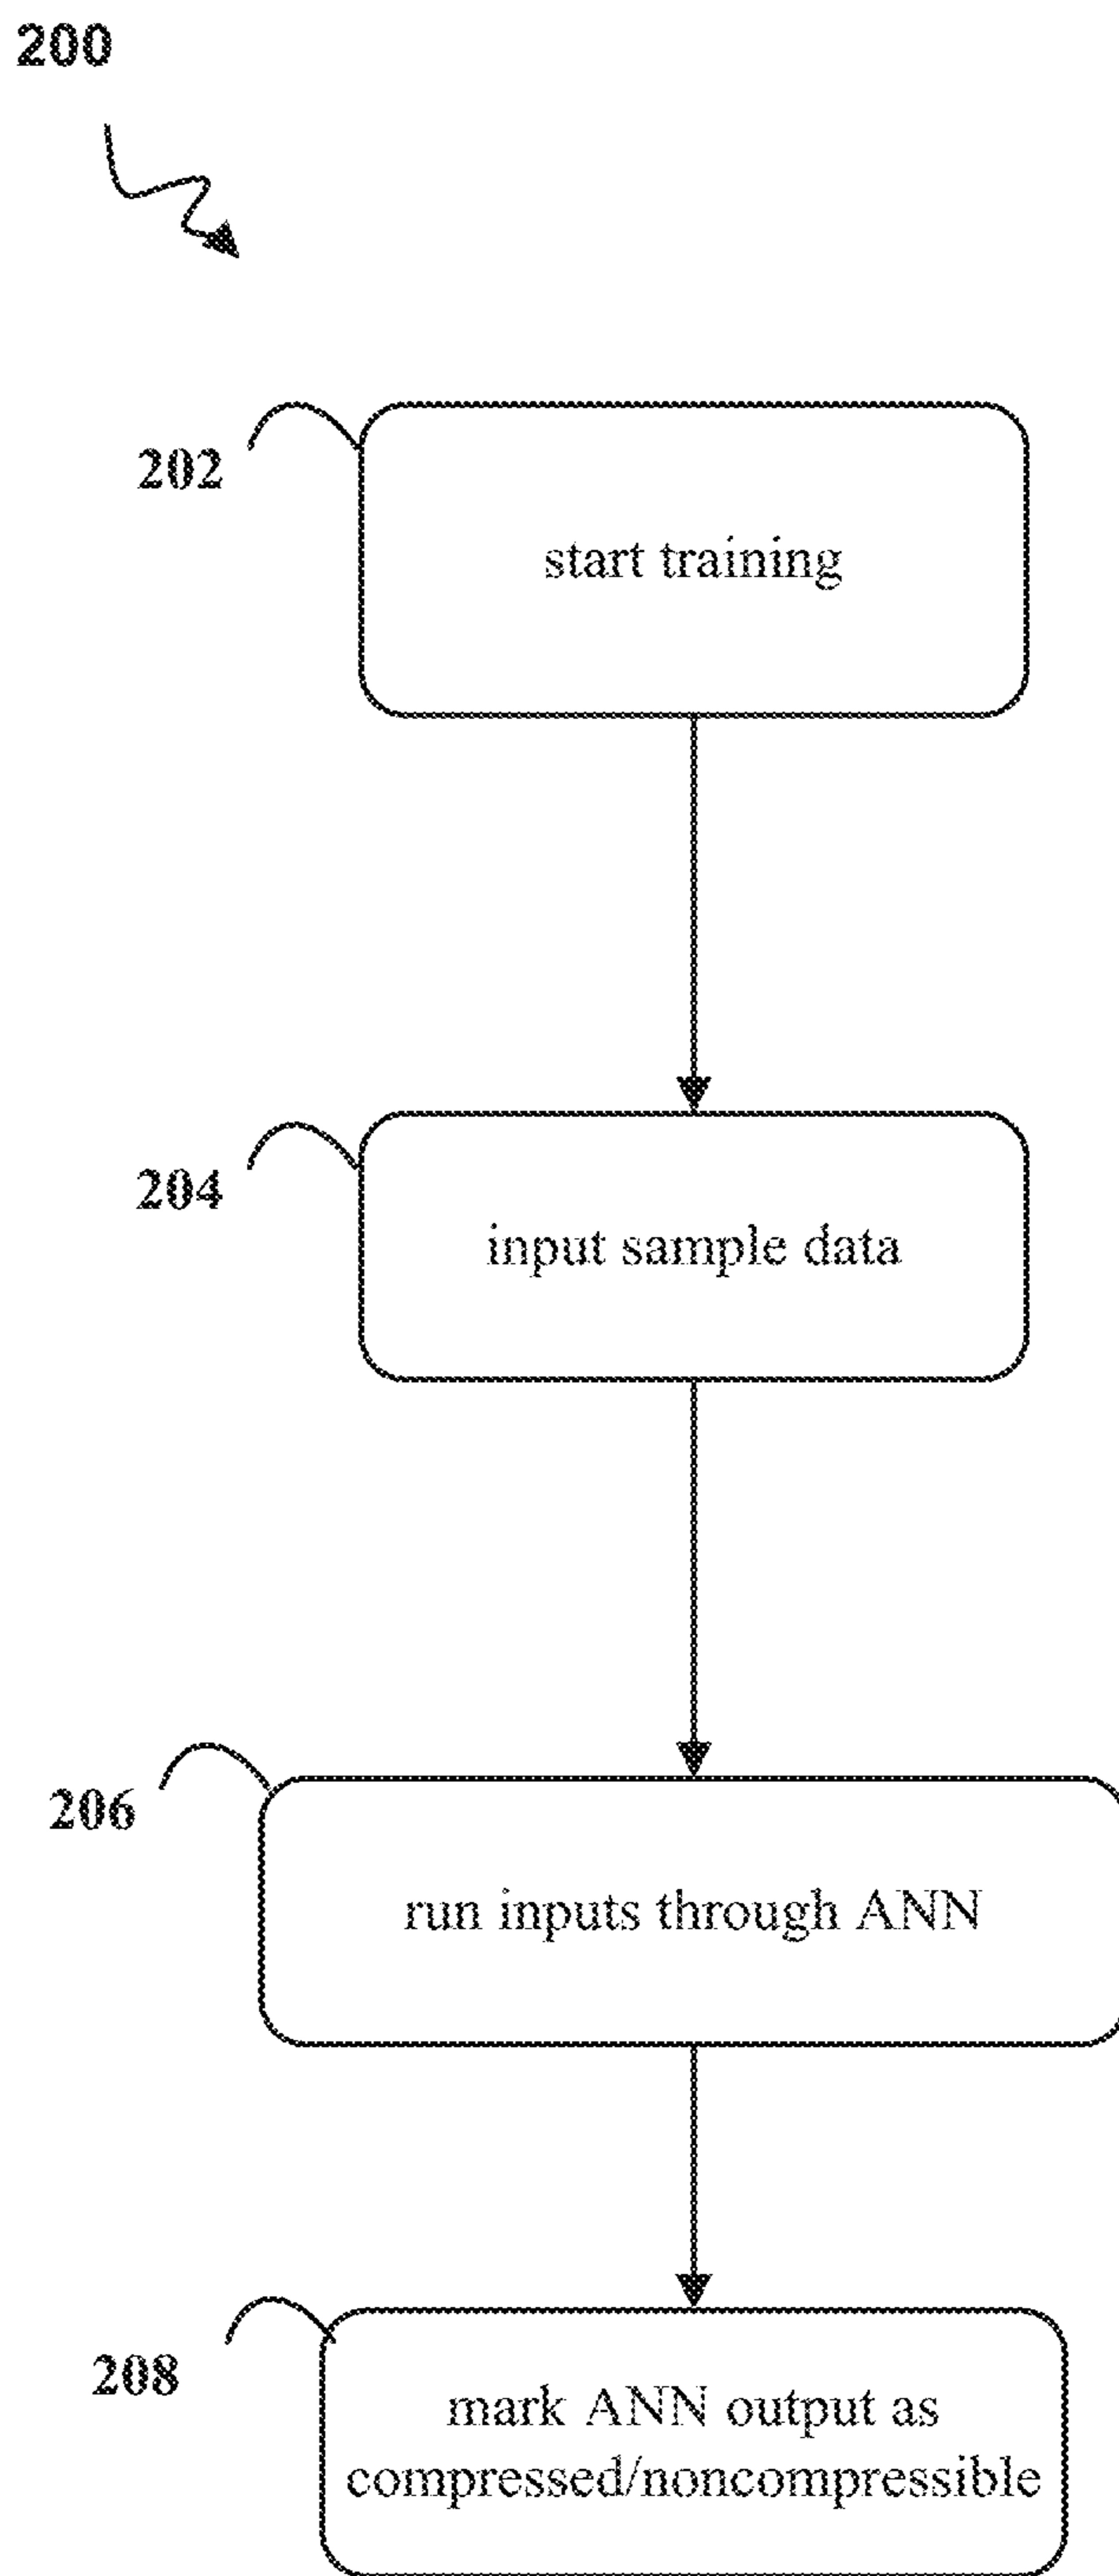 200
202
start training
204
input sample data
206
run inputs through ANN
208
mark ANN output as
compressed/noncompressible